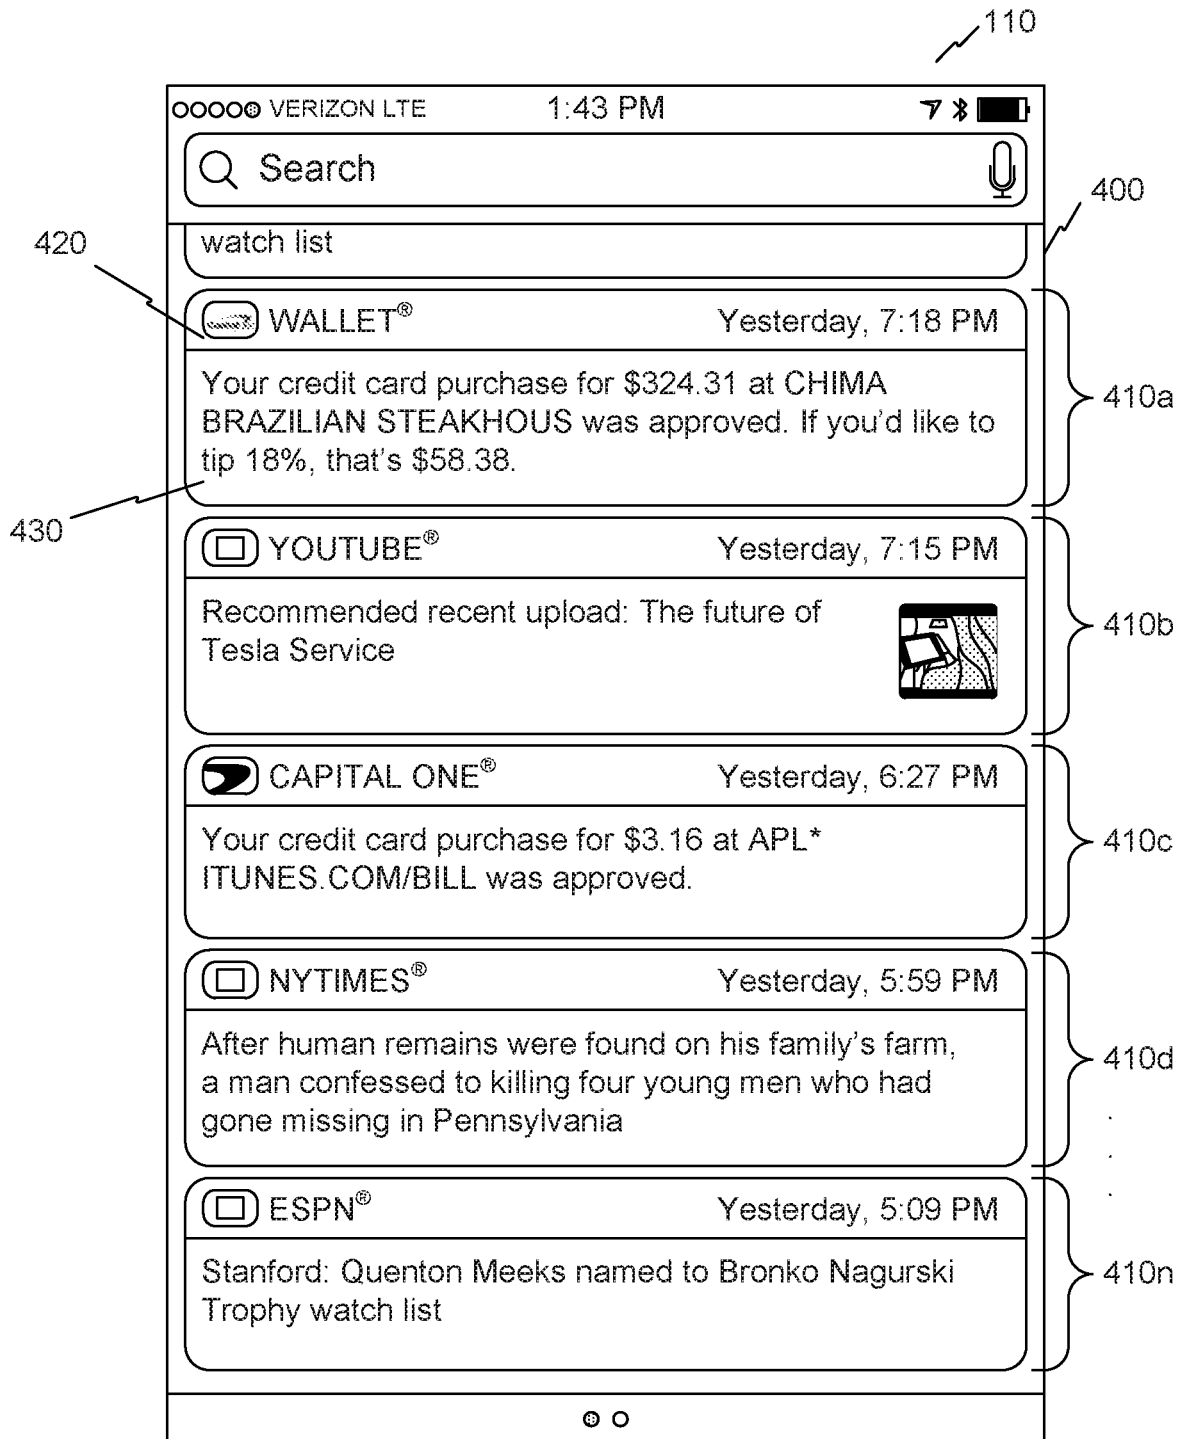 110
VERIZON LTE 1:43 PM
Search
400
watch list
420
WALLET® Yesterday, 7:18 PM
Your credit card purchase for $324.31 at CHIMA
BRAZILIAN STEAKHOUS was approved. If you'd like to
tip 18%, that's $58.38.
410a
430
YOUTUBE® Yesterday, 7:15 PM
Recommended recent upload: The future of
Tesla Service
410b
CAPITAL ONE® Yesterday, 6:27 PM
Your credit card purchase for $3.16 at APL*
ITUNES.COM/BILL was approved.
410c
NYTIMES® Yesterday, 5:59 PM
After human remains were found on his family's farm,
a man confessed to killing four young men who had
gone missing in Pennsylvania
410d
ESPN® Yesterday, 5:09 PM
Stanford: Quenton Meeks named to Bronko Nagurski
Trophy watch list
410n